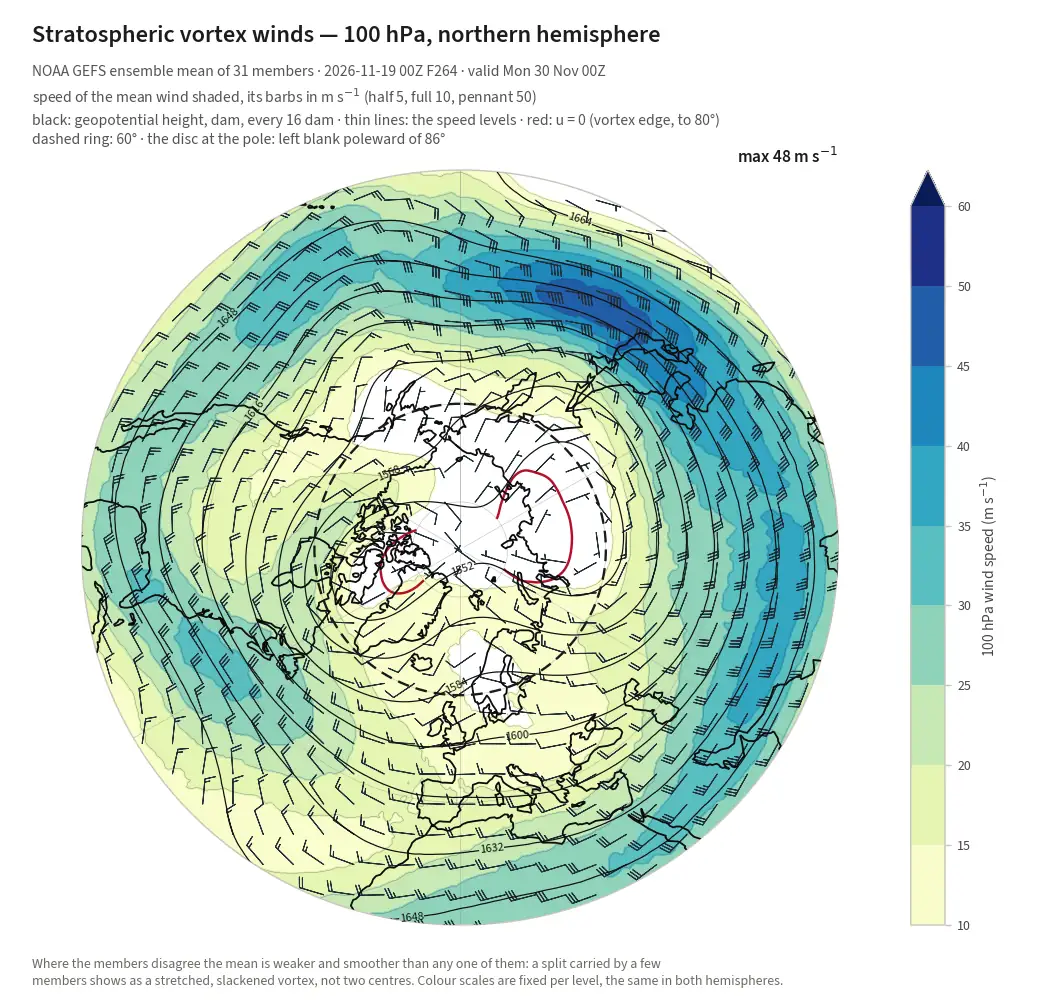 Stratospheric vortex winds — 100 hPa, northern hemisphere
NOAA GEFS ensemble mean of 31 members · 2026-11-19 00Z F264 · valid Mon 30 Nov 00Z
speed of the mean wind shaded, its barbs in m s⁻¹ (half 5, full 10, pennant 50)
black: geopotential height, dam, every 16 dam · thin lines: the speed levels · red: u = 0 (vortex edge, to 80°)
dashed ring: 60° · the disc at the pole: left blank poleward of 86°
max 48 m s⁻¹
1664
1648
1568
1552
1584
1600
1632
1648
60
50
45
40
35
30
25
20
15
10
100 hPa wind speed (m s⁻¹)
Where the members disagree the mean is weaker and smoother than any one of them: a split carried by a few
members shows as a stretched, slackened vortex, not two centres. Colour scales are fixed per level, the same in both hemispheres.